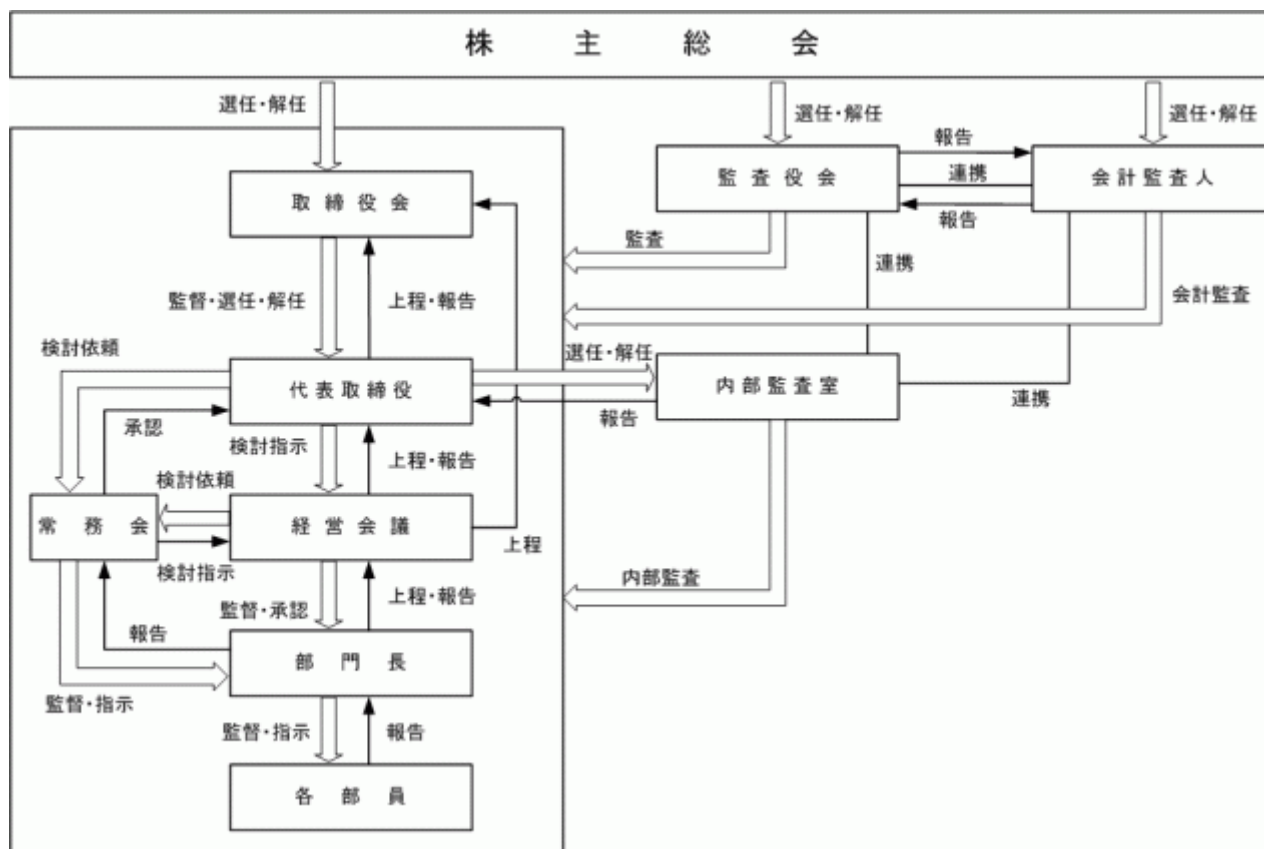 株主総会
選任・解任
選任・解任
選任・解任
取締役会
監査役会
報告
連携
報告
会計監査人
監査
連携
会計監査
監督・選任・解任
上程・報告
検討依頼
選任・解任
代表取締役
報告
内部監査室
連携
承認
検討指示
上程・報告
検討依頼
常務会
経営会議
上程
検討指示
内部監査
監督・承認
上程・報告
報告
部門長
監督・指示
監督・指示
報告
各部員